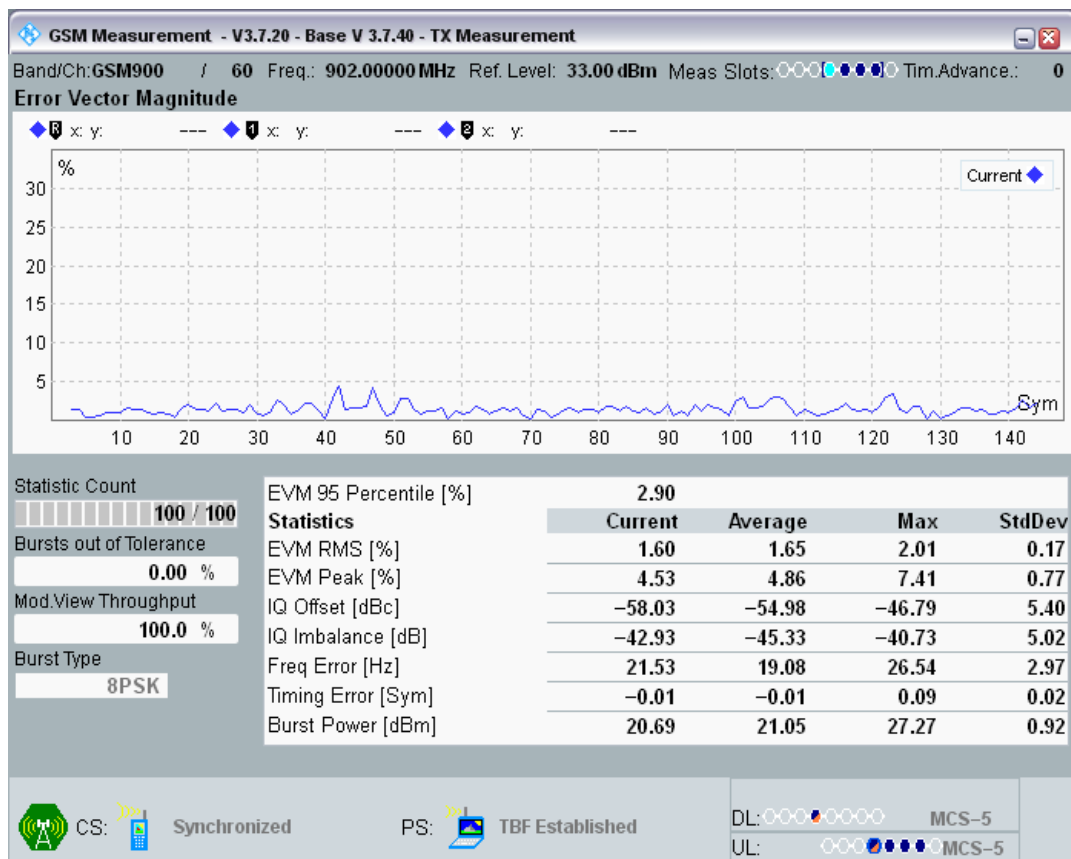 GSM Measurement - V3.7.20 - Base V 3.7.40 - TX Measurement
Band/Ch:GSM900 / 60 Freq.: 902.00000 MHz Ref. Level: 33.00 dBm Meas Slots: Tim.Advance.: 0
Error Vector Magnitude
R x: y: --- 1 x: y: --- 2 x: y: ---
%
Current
30
25
20
15
10
5
Sym
10 20 30 40 50 60 70 80 90 100 110 120 130 140
Statistic Count
100 / 100
Bursts out of Tolerance
0.00 %
Mod.View Throughput
100.0 %
Burst Type
8PSK
EVM 95 Percentile [%] 2.90
Statistics Current Average Max StdDev
EVM RMS [%] 1.60 1.65 2.01 0.17
EVM Peak [%] 4.53 4.86 7.41 0.77
IQ Offset [dBc] −58.03 −54.98 −46.79 5.40
IQ Imbalance [dB] −42.93 −45.33 −40.73 5.02
Freq Error [Hz] 21.53 19.08 26.54 2.97
Timing Error [Sym] −0.01 −0.01 0.09 0.02
Burst Power [dBm] 20.69 21.05 27.27 0.92
CS: Synchronized PS: TBF Established
DL: MCS−5
UL: MCS−5